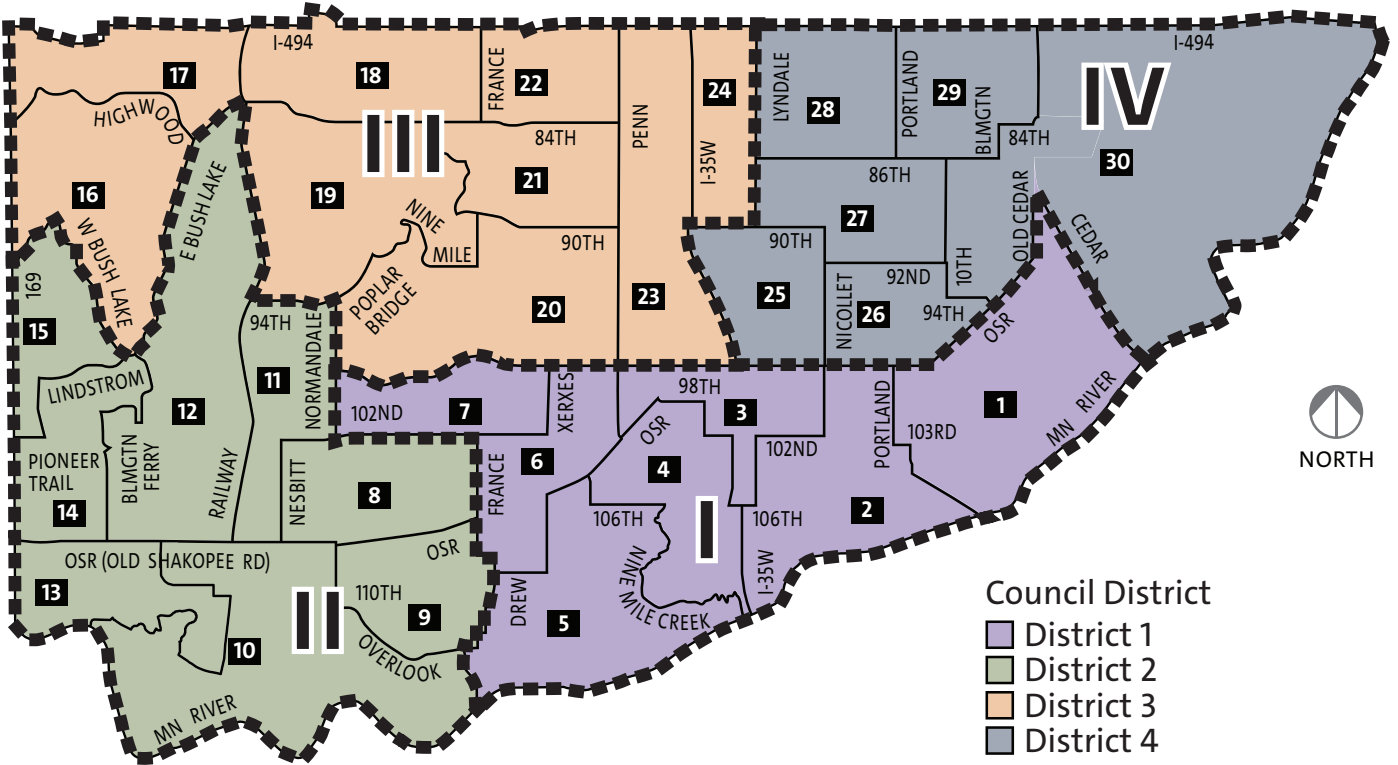 I-494
I-494
17
18
FRANCE
22
24
LYNDALE
28
PORTLAND
29
BLMGTN
IV
HIGHWOOD
III
84TH
PENN
I-35W
84TH
30
16
E BUSH LAKE
19
21
86TH
27
OLD CEDAR
CEDAR
W BUSH LAKE
NINE
MILE
90TH
90TH
10TH
169
15
POPLAR
BRIDGE
20
23
25
92ND
NICOLLET
26
94TH
94TH
NORMANDALE
OSR
LINDSTROM
11
12
102ND
7
XERXES
98TH
3
PORTLAND
1
103RD
MN RIVER
OSR
102ND
PIONEER
TRAIL
BLMGTN
FERRY
RAILWAY
NESBITT
8
FRANCE
6
4
14
106TH
I
106TH
2
NORTH
OSR (OLD SHAKOPEE RD)
OSR
13
II
110TH
9
DREW
5
NINE MILE CREEK
I-35W
10
OVERLOOK
MN RIVER
Council District
District 1
District 2
District 3
District 4